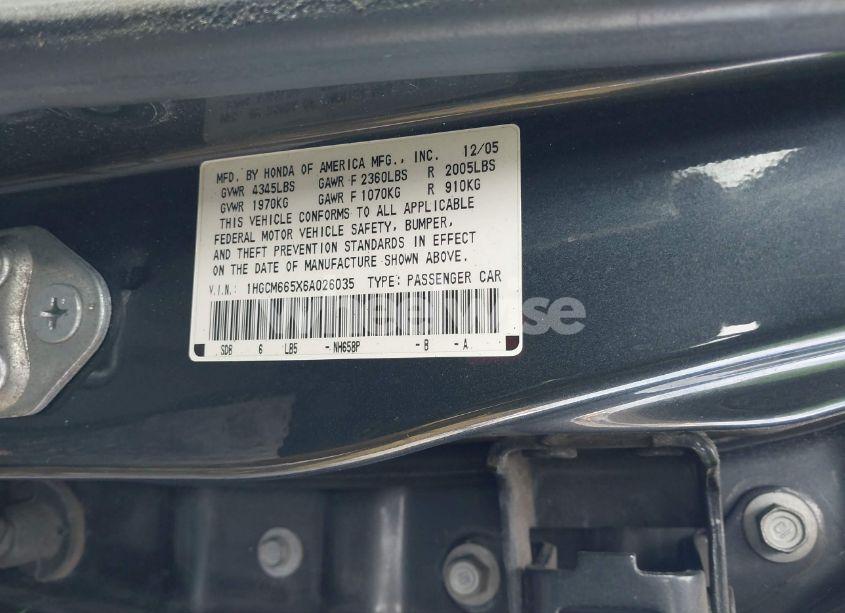 MFD. BY HONDA OF AMERICA MFG., INC. 12/05
GVWR 4345LBS GAWR F 2360LBS R 2005LBS
GVWR 1970KG GAWR F 1070KG R 910KG
THIS VEHICLE CONFORMS TO ALL APPLICABLE
FEDERAL MOTOR VEHICLE SAFETY, BUMPER,
AND THEFT PREVENTION STANDARDS IN EFFECT
ON THE DATE OF MANUFACTURE SHOWN ABOVE.
V.I.N.: 1HGCM665X6A026035 TYPE: PASSENGER CAR
SDB 6 LB5 -NH658P -B -A